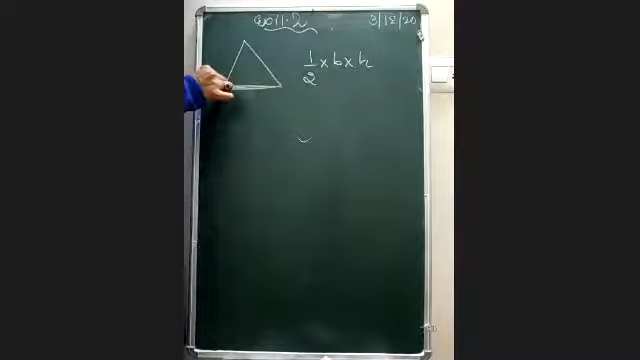 3/12/20
1/2 × b × h